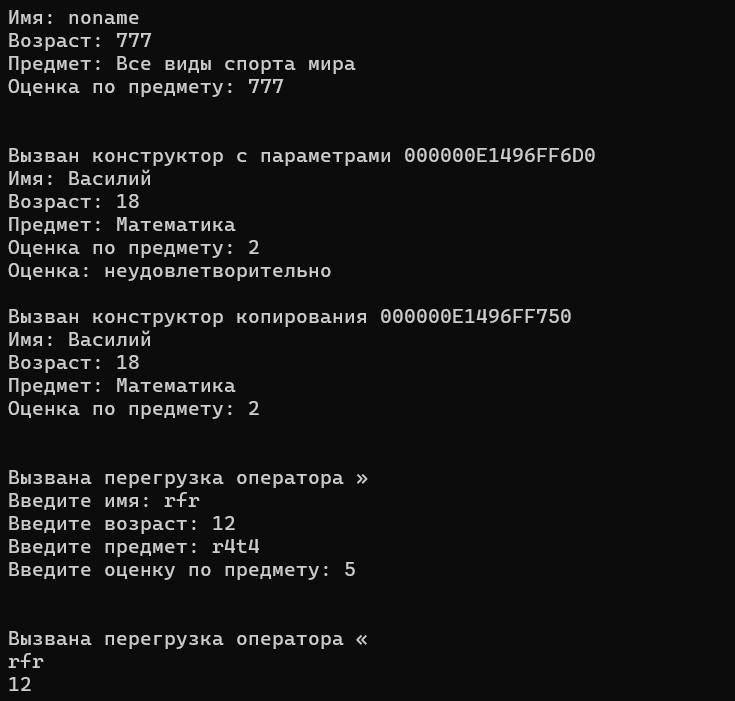 Имя: noname
Возраст: 777
Предмет: Все виды спорта мира
Оценка по предмету: 777
Вызван конструктор с параметрами 000000E1496FF6D0
Имя: Василий
Возраст: 18
Предмет: Математика
Оценка по предмету: 2
Оценка: неудовлетворительно
Вызван конструктор копирования 000000E1496FF750
Имя: Василий
Возраст: 18
Предмет: Математика
Оценка по предмету: 2
Вызвана перегрузка оператора »
Введите имя: rfr
Введите возраст: 12
Введите предмет: r4t4
Введите оценку по предмету: 5
Вызвана перегрузка оператора «
rfr
12